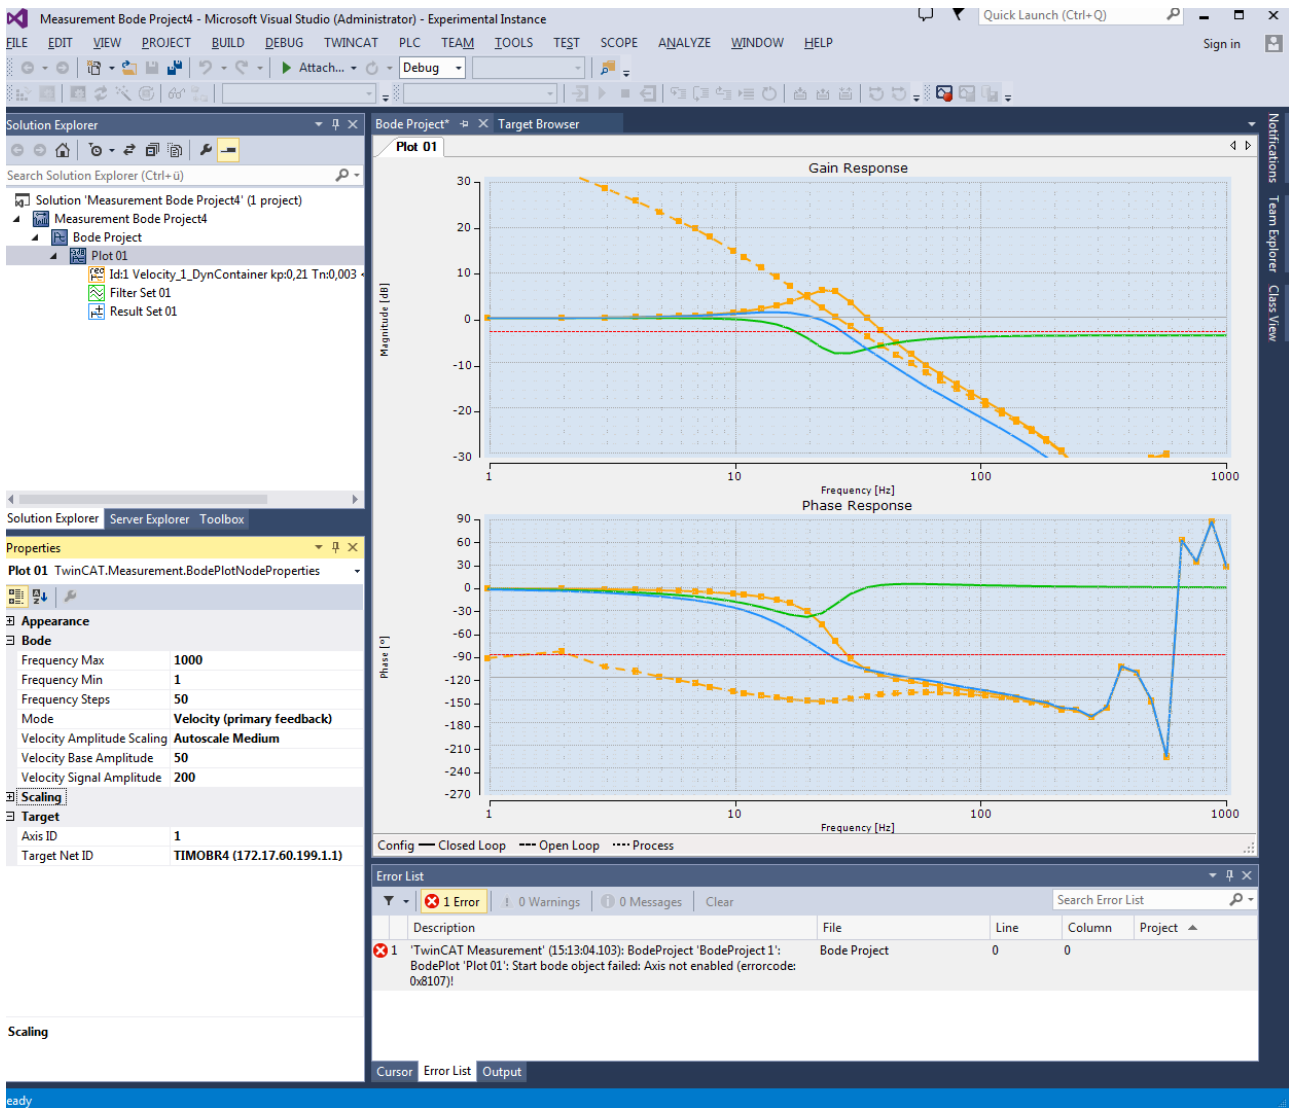 Measurement Bode Project4 - Microsoft Visual Studio (Administrator) - Experimental Instance
Quick Launch (Ctrl+Q)
FILE EDIT VIEW PROJECT BUILD DEBUG TWINCAT PLC TEAM TOOLS TEST SCOPE ANALYZE WINDOW HELP
Sign in
Attach... Debug
Solution Explorer
Search Solution Explorer (Ctrl+ü)
Solution 'Measurement Bode Project4' (1 project)
Measurement Bode Project4
Bode Project
Plot 01
Id:1 Velocity_1_DynContainer kp:0,21 Tn:0,003
Filter Set 01
Result Set 01
Solution Explorer Server Explorer Toolbox
Properties
Plot 01 TwinCAT.Measurement.BodePlotNodeProperties
Appearance
Bode
Frequency Max 1000
Frequency Min 1
Frequency Steps 50
Mode Velocity (primary feedback)
Velocity Amplitude Scaling Autoscale Medium
Velocity Base Amplitude 50
Velocity Signal Amplitude 200
Scaling
Target
Axis ID 1
Target Net ID TIMOBR4 (172.17.60.199.1.1)
Scaling
Bode Project* Target Browser
Plot 01
Gain Response
Magnitude [dB]
30
20
10
0
-10
-20
-30
1 10 100 1000
Frequency [Hz]
Phase Response
Phase [°]
90
60
30
0
-30
-60
-90
-120
-150
-180
-210
-240
-270
1 10 100 1000
Frequency [Hz]
Config Closed Loop Open Loop Process
Error List
1 Error 0 Warnings 0 Messages Clear
Search Error List
Description File Line Column Project
1 'TwinCAT Measurement' (15:13:04.103): BodeProject 'BodeProject 1': Bode Project 0 0
BodePlot 'Plot 01': Start bode object failed: Axis not enabled (errorcode:
0x8107)!
Cursor Error List Output
Notifications
Team Explorer
Class View
eady